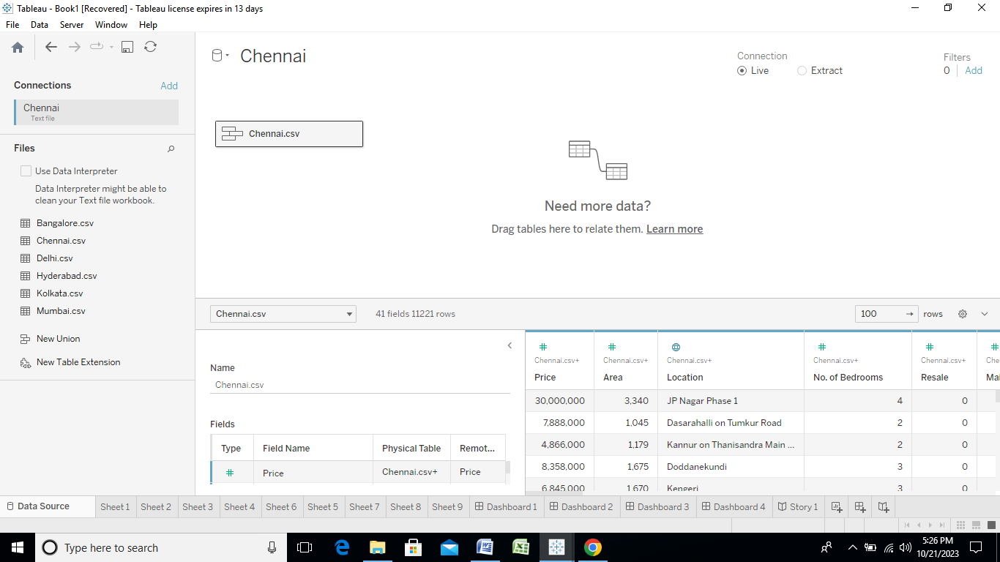 Tableau - Book1 [Recovered] - Tableau license expires in 13 days
File Data Server Window Help
Connections Add
Chennai
Text file
Files
Use Data Interpreter
Data Interpreter might be able to
clean your Text file workbook.
Bangalore.csv
Chennai.csv
Delhi.csv
Hyderabad.csv
Kolkata.csv
Mumbai.csv
New Union
New Table Extension
Chennai
Connection
Live Extract
Filters
0 Add
Chennai.csv
Need more data?
Drag tables here to relate them. Learn more
Chennai.csv 41 fields 11221 rows 100 rows
Name
Chennai.csv
Fields
Type Field Name Physical Table Remot...
Price Chennai.csv+ Price
Chennai.csv+ Chennai.csv+ Chennai.csv+ Chennai.csv+ Chennai.csv+ Che
Price Area Location No. of Bedrooms Resale Mai
30,000,000 3,340 JP Nagar Phase 1 4 0
7,888,000 1,045 Dasarahalli on Tumkur Road 2 0
4,866,000 1,179 Kannur on Thanisandra Main ... 2 0
8,358,000 1,675 Doddanekundi 3 0
6,845,000 1,670 Kengeri 3 0
Data Source Sheet 1 Sheet 2 Sheet 3 Sheet 4 Sheet 6 Sheet 5 Sheet 7 Sheet 8 Sheet 9 Dashboard 1 Dashboard 2 Dashboard 3 Dashboard 4 Story 1
Type here to search
5:26 PM
10/21/2023